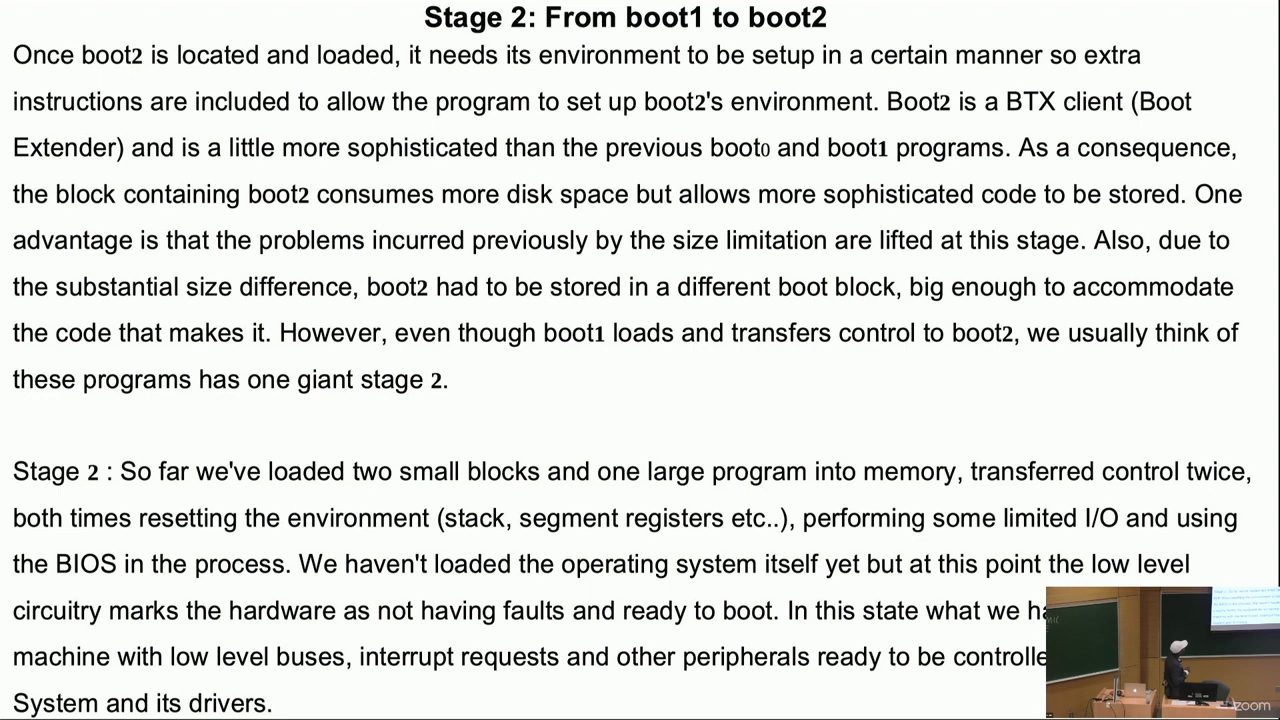 Stage 2: From boot1 to boot2
Once boot2 is located and loaded, it needs its environment to be setup in a certain manner so extra
instructions are included to allow the program to set up boot2's environment. Boot2 is a BTX client (Boot
Extender) and is a little more sophisticated than the previous boot0 and boot1 programs. As a consequence,
the block containing boot2 consumes more disk space but allows more sophisticated code to be stored. One
advantage is that the problems incurred previously by the size limitation are lifted at this stage. Also, due to
the substantial size difference, boot2 had to be stored in a different boot block, big enough to accommodate
the code that makes it. However, even though boot1 loads and transfers control to boot2, we usually think of
these programs has one giant stage 2.
Stage 2 : So far we've loaded two small blocks and one large program into memory, transferred control twice,
both times resetting the environment (stack, segment registers etc..), performing some limited I/O and using
the BIOS in the process. We haven't loaded the operating system itself yet but at this point the low level
circuitry marks the hardware as not having faults and ready to boot. In this state what we
machine with low level buses, interrupt requests and other peripherals ready to be
System and its drivers.
zoom